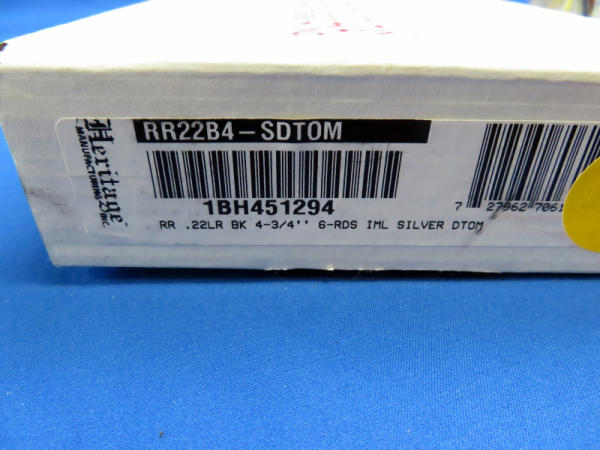 Heritage
MANUFACTURING INC.
RR22B4-SDTOM
1BH451294
7 27962 7061
RR .22LR BK 4-3/4'' 6-RDS IML SILVER DTOM